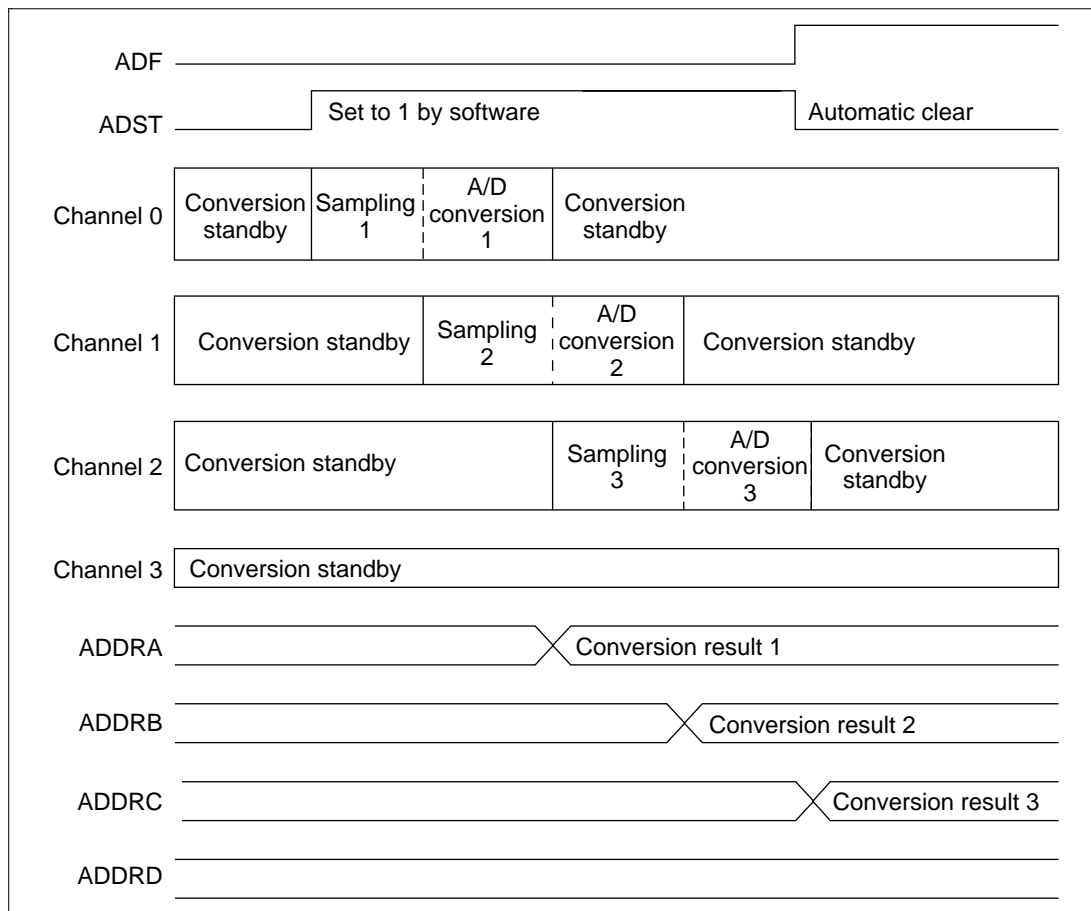 ADF
ADST
Set to 1 by software
Automatic clear
Channel 0
Conversion
standby
Sampling
1
A/D
conversion
1
Conversion
standby
Channel 1
Conversion standby
Sampling
2
A/D
conversion
2
Conversion standby
Channel 2
Conversion standby
Sampling
3
A/D
conversion
3
Conversion
standby
Channel 3
Conversion standby
ADDRA
Conversion result 1
ADDRB
Conversion result 2
ADDRC
Conversion result 3
ADDRD